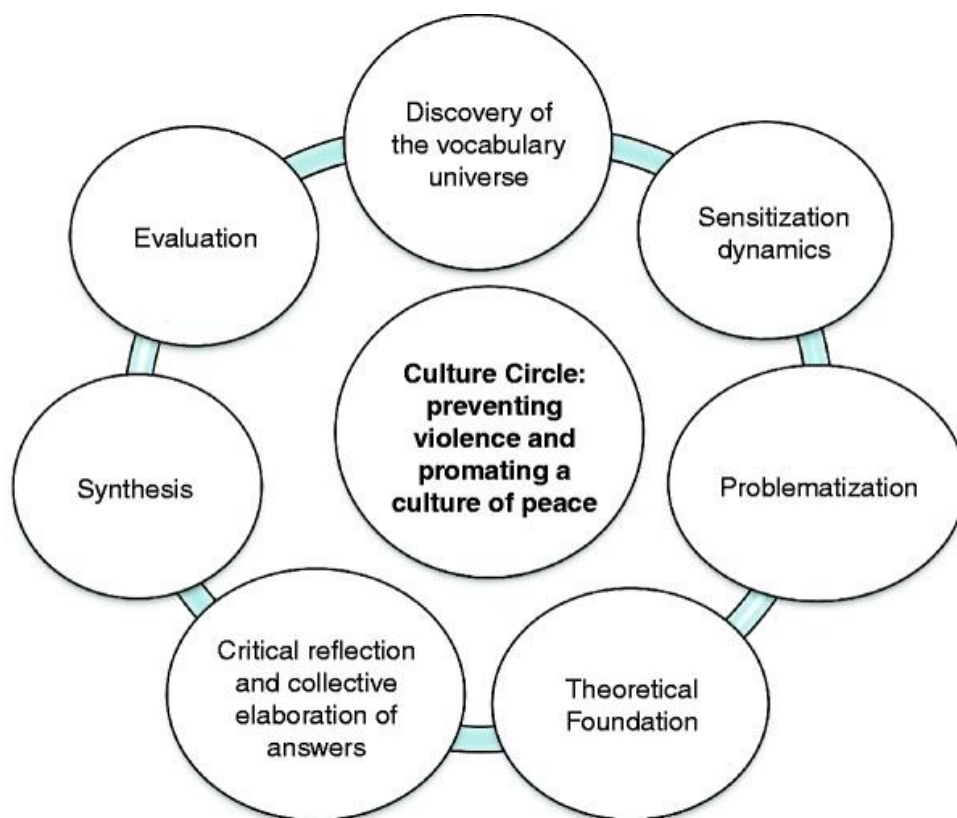 Discovery of
the vocabulary
universe
Sensitization
dynamics
Problematization
Theoretical
Foundation
Critical reflection
and collective
elaboration of
answers
Synthesis
Evaluation
Culture Circle:
preventing
violence and
promating a
culture of peace